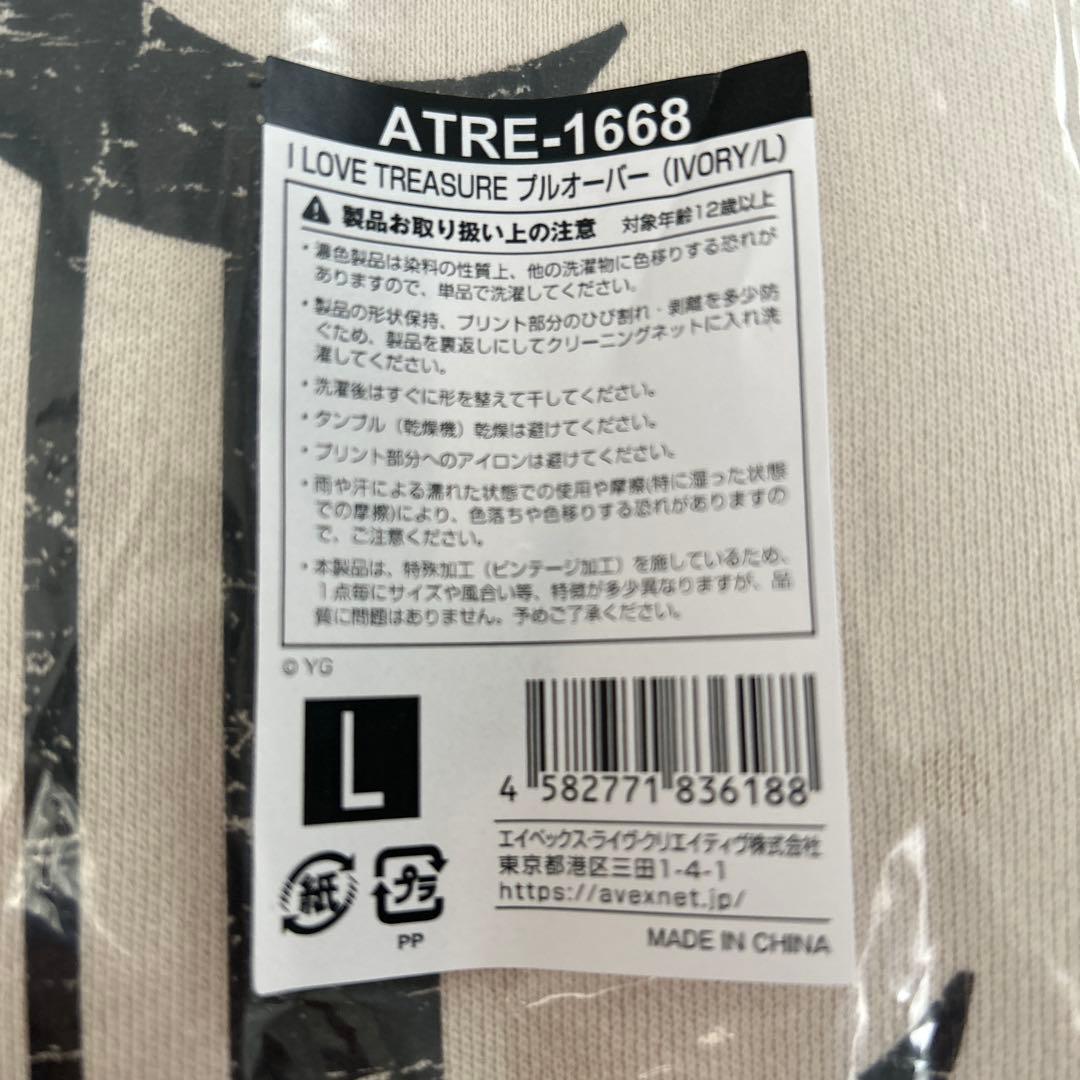 ATRE-1668
I LOVE TREASURE プルオーバー（IVORY/L）
製品お取り扱い上の注意 対象年齢12歳以上
・濃色製品は染料の性質上、他の洗濯物に色移りする恐れが
ありますので、単品で洗濯してください。
・製品の形状保持、プリント部分のひび割れ・剥離を多少防
ぐため、製品を裏返しにしてクリーニングネットに入れ洗
濯してください。
・洗濯後はすぐに形を整えて干してください。
・タンブル（乾燥機）乾燥は避けてください。
・プリント部分へのアイロンは避けてください。
・雨や汗による濡れた状態での使用や摩擦(特に湿った状態
での摩擦)により、色落ちや色移りする恐れがありますの
で、ご注意ください。
・本製品は、特殊加工（ビンテージ加工）を施しているため、
１点毎にサイズや風合い等、特徴が多少異なりますが、品
質に問題はありません。予めご了承ください。
© YG
L
4 582771 836188
エイベックス・ライヴ・クリエイティヴ株式会社
東京都港区三田1-4-1
https://avexnet.jp/
紙 プラ
PP
MADE IN CHINA